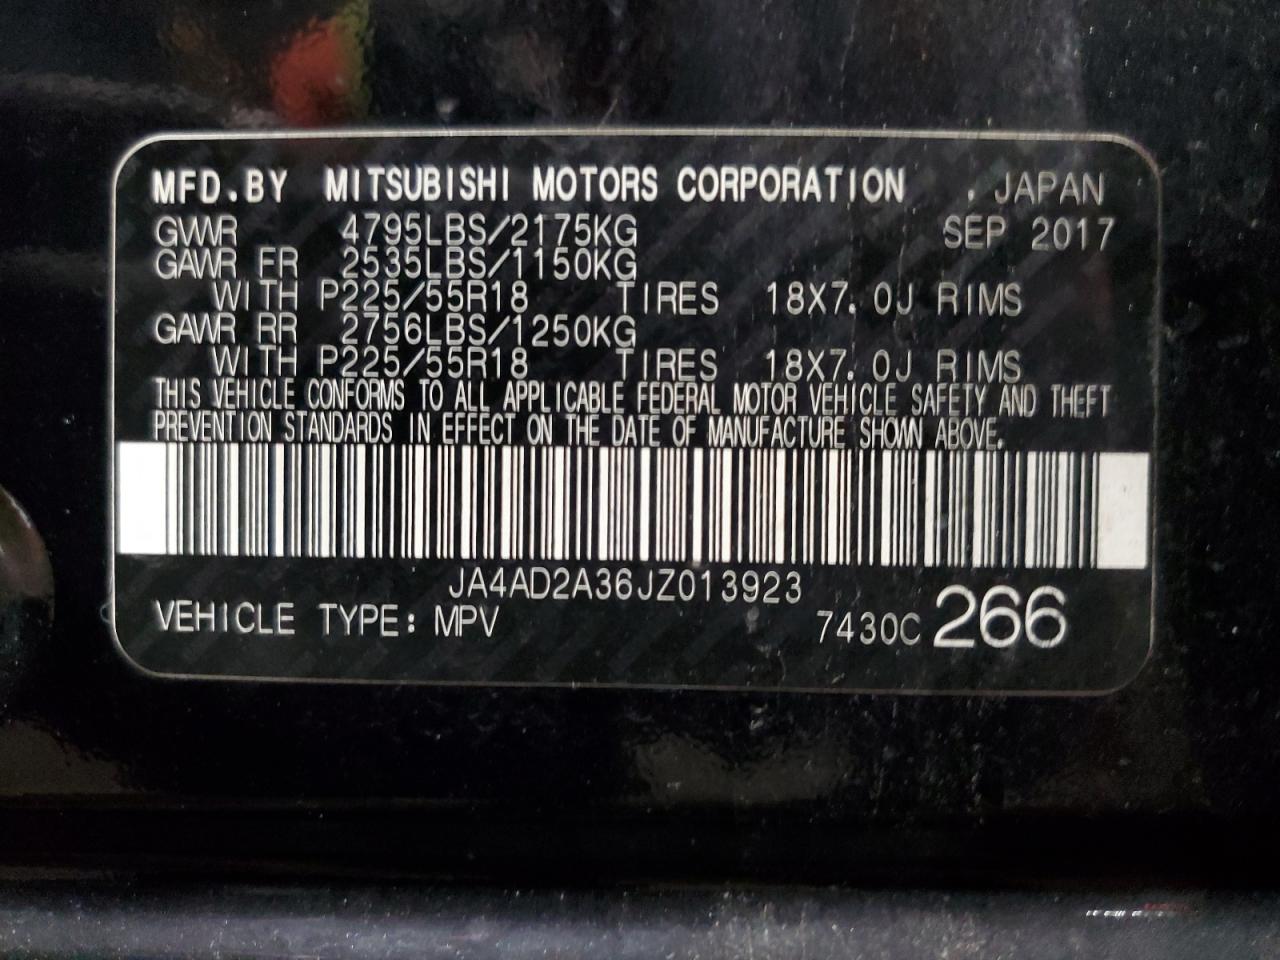 MFD.BY MITSUBISHI MOTORS CORPORATION . JAPAN
GVWR 4795LBS/2175KG SEP 2017
GAWR FR 2535LBS/1150KG
WITH P225/55R18 TIRES 18X7.0J RIMS
GAWR RR 2756LBS/1250KG
WITH P225/55R18 TIRES 18X7.0J RIMS
THIS VEHICLE CONFORMS TO ALL APPLICABLE FEDERAL MOTOR VEHICLE SAFETY AND THEFT
PREVENTION STANDARDS IN EFFECT ON THE DATE OF MANUFACTURE SHOWN ABOVE.
JA4AD2A36JZ013923
VEHICLE TYPE: MPV 7430C 266